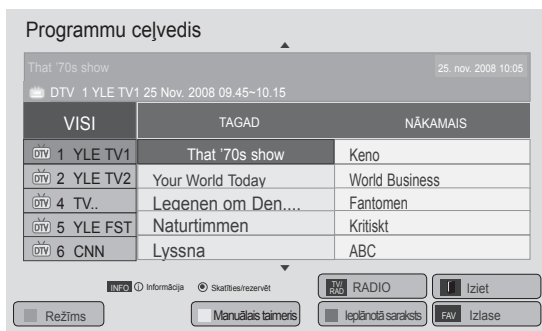 Programmu ceļvedis
That '70s show 25. nov. 2008 10:05
DTV 1 YLE TV1 25 Nov. 2008 09.45~10.15
VISI TAGAD NĀKAMAIS
DTV 1 YLE TV1 That '70s show Keno
DTV 2 YLE TV2 Your World Today World Business
DTV 4 TV.. Legenen om Den.... Fantomen
DTV 5 YLE FST Naturtimmen Kritiskt
DTV 6 CNN Lyssna ABC
INFO i Informācija Skatīties/rezervēt TV/RAD RADIO Iziet
Režīms Manuālais taimeris Ieplānotā saraksts FAV Izlase